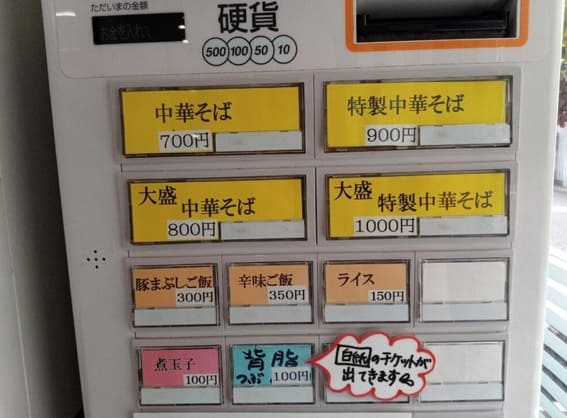 ただいまの金額
お金を入れて
硬貨
500 100 50 10
中華そば
700円
特製中華そば
900円
大盛
中華そば
800円
大盛
特製中華そば
1000円
豚まぶしご飯
300円
辛味ご飯
350円
ライス
150円
煮玉子
100円
背脂
つぶ
100円
白紙のチケットが
出てきます